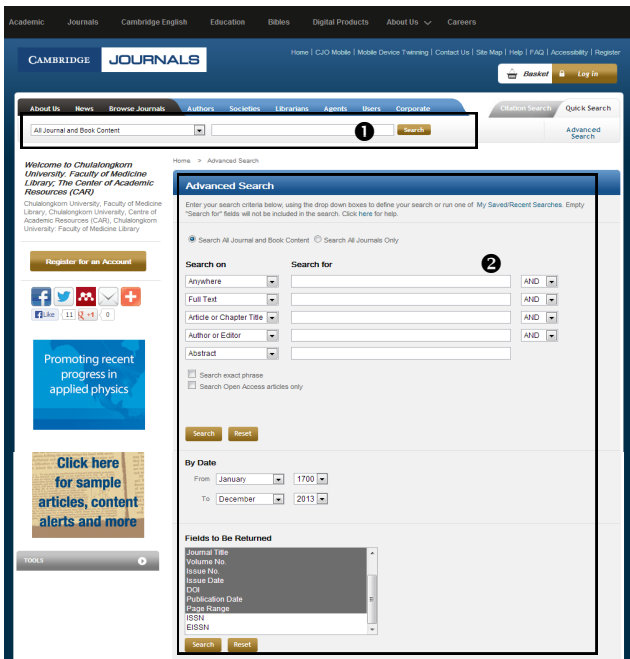 Academic Journals Cambridge English Education Bibles Digital Products About Us Careers
Home | CJO Mobile | Mobile Device Twinning | Contact Us | Site Map | Help | FAQ | Accessibility | Register
CAMBRIDGE JOURNALS
Basket Log in
About Us News Browse Journals Authors Societies Librarians Agents Users Corporate Citation Search Quick Search
All Journal and Book Content ❶ Search
Advanced
Search
Home > Advanced Search
Welcome to Chulalongkorn
University. Faculty of Medicine
Library; The Center of Academic
Resources (CAR)
Chulalongkorn University, Faculty of Medicine
Library, Chulalongkorn University, Centre of
Academic Resources (CAR), Chulalongkorn
University: Faculty of Medicine Library
Register for an Account
Like 11 +1 0
Promoting recent
progress in
applied physics
Click here
for sample
articles, content
alerts and more
TOOLS
Advanced Search
Enter your search criteria below, using the drop down boxes to define your search or run one of My Saved/Recent Searches. Empty
"Search for" fields will not be included in the search. Click here for help.
Search All Journal and Book Content Search All Journals Only
❷
Search on Search for
Anywhere AND
Full Text AND
Article or Chapter Title AND
Author or Editor AND
Abstract
Search exact phrase
Search Open Access articles only
Search Reset
By Date
From January 1700
To December 2013
Fields to Be Returned
Journal Title
Volume No.
Issue No.
Issue Date
DOI
Publication Date
Page Range
ISSN
EISSN
Search Reset